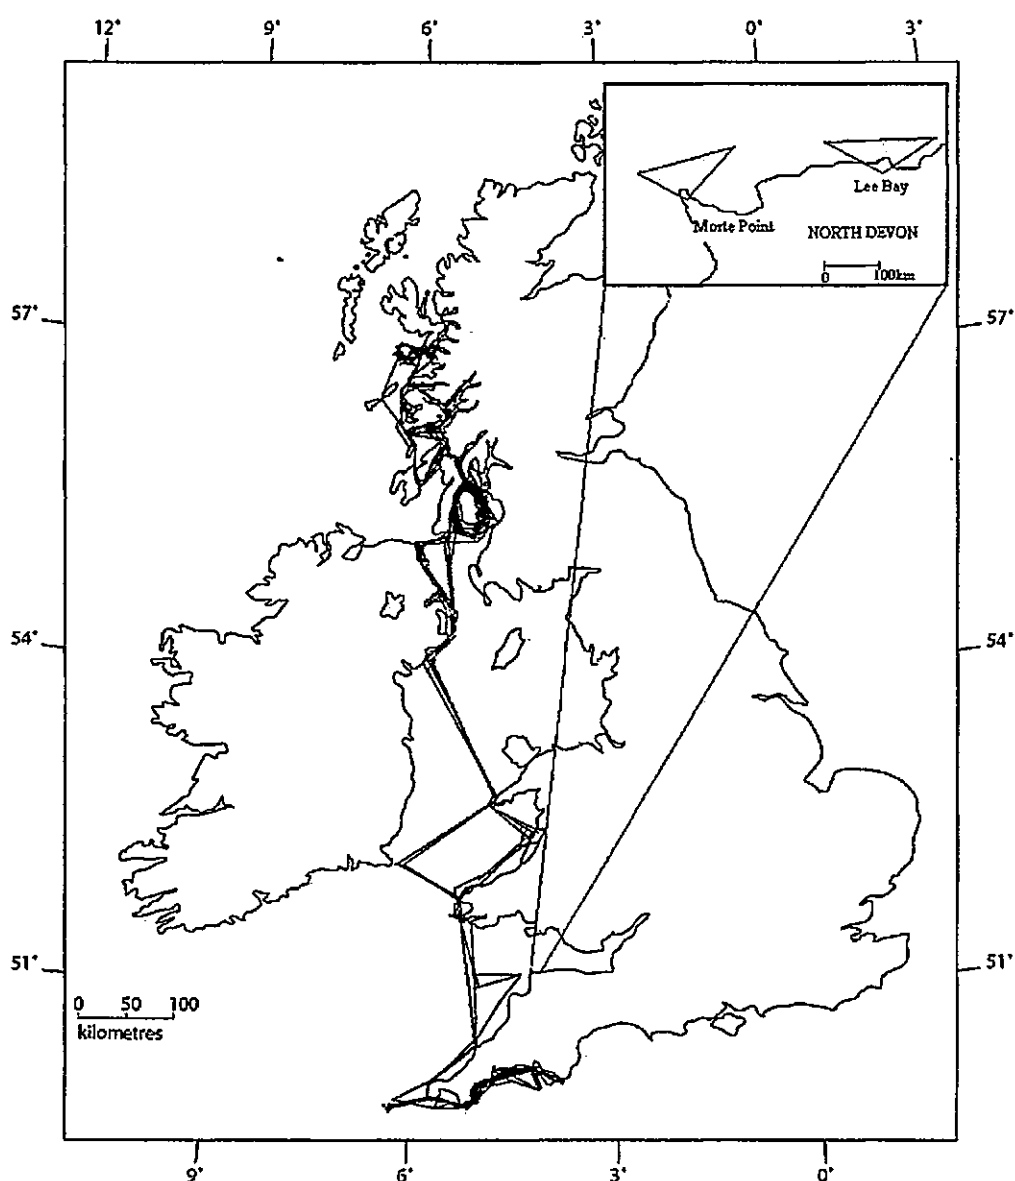 12° 9° 6° 3° 0° 3°
Lee Bay
Morte Point
NORTH DEVON
0 100km
57° 57°
54° 54°
51° 51°
0 50 100
kilometres
9° 6° 3° 0°